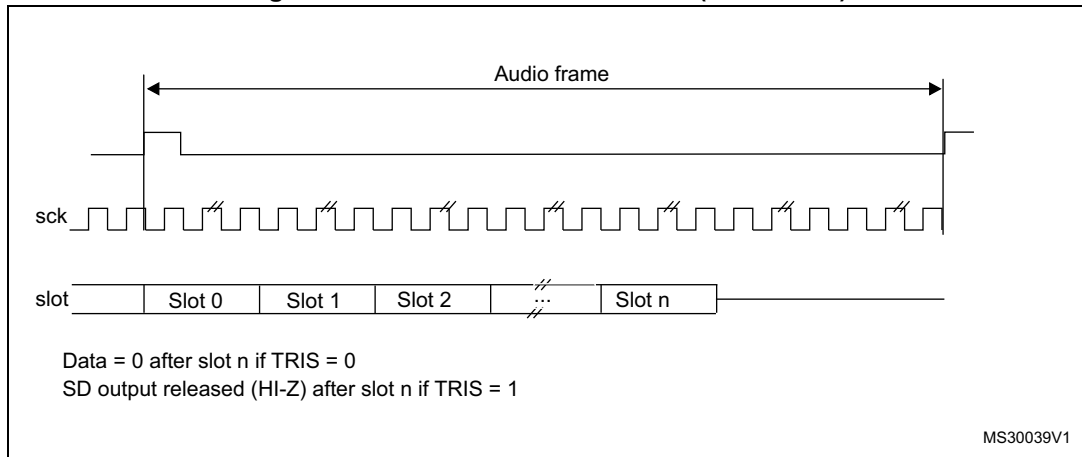 Audio frame
sck
slot Slot 0 Slot 1 Slot 2 ... Slot n
Data = 0 after slot n if TRIS = 0
SD output released (HI-Z) after slot n if TRIS = 1
MS30039V1